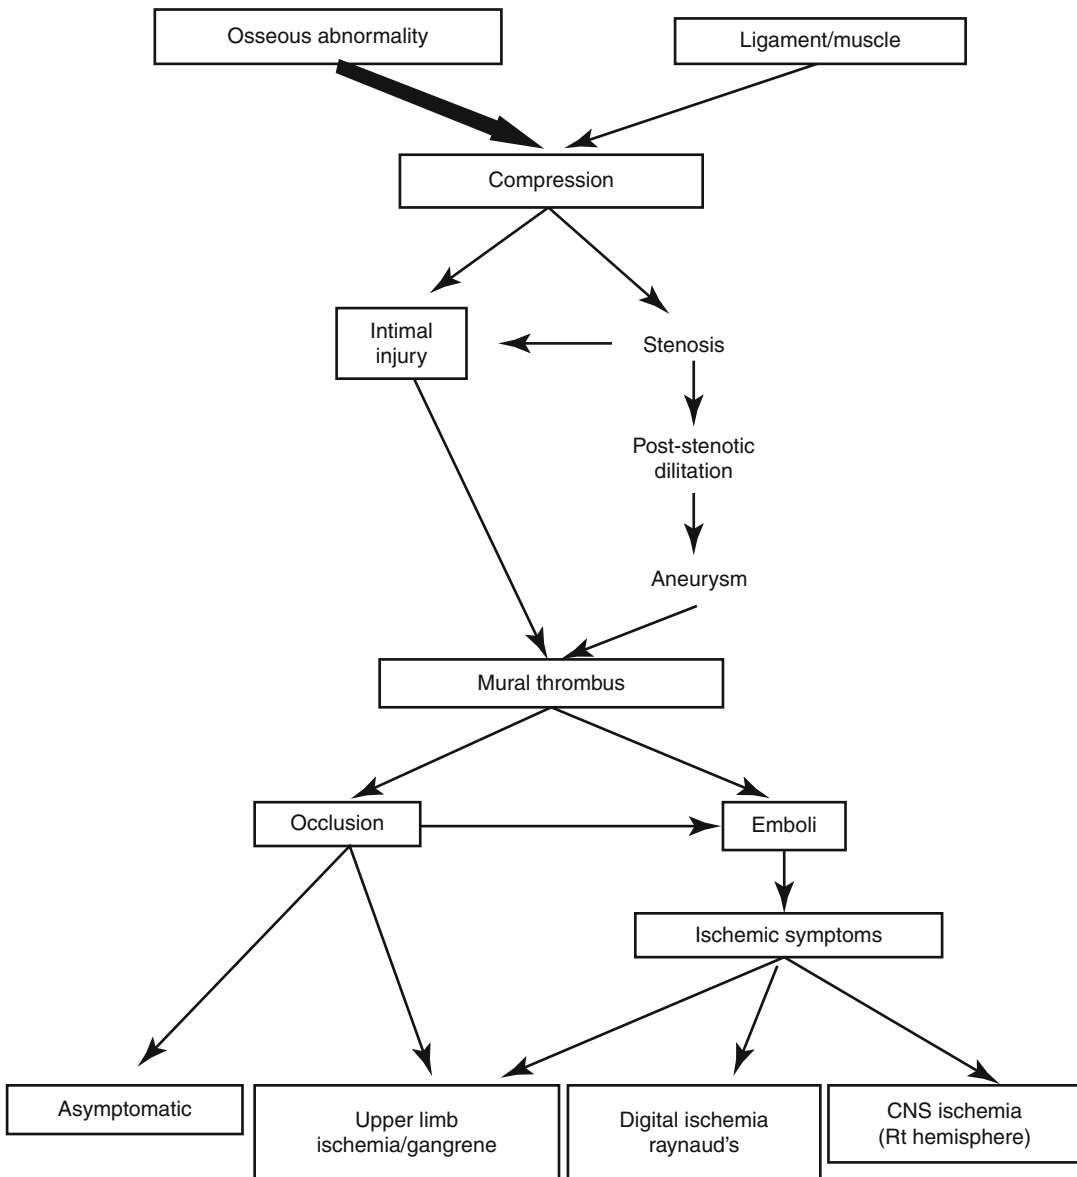 Osseous abnormality
Ligament/muscle
Compression
Intimal
injury
Stenosis
Post-stenotic
dilitation
Aneurysm
Mural thrombus
Occlusion
Emboli
Ischemic symptoms
Asymptomatic
Upper limb
ischemia/gangrene
Digital ischemia
raynaud's
CNS ischemia
(Rt hemisphere)